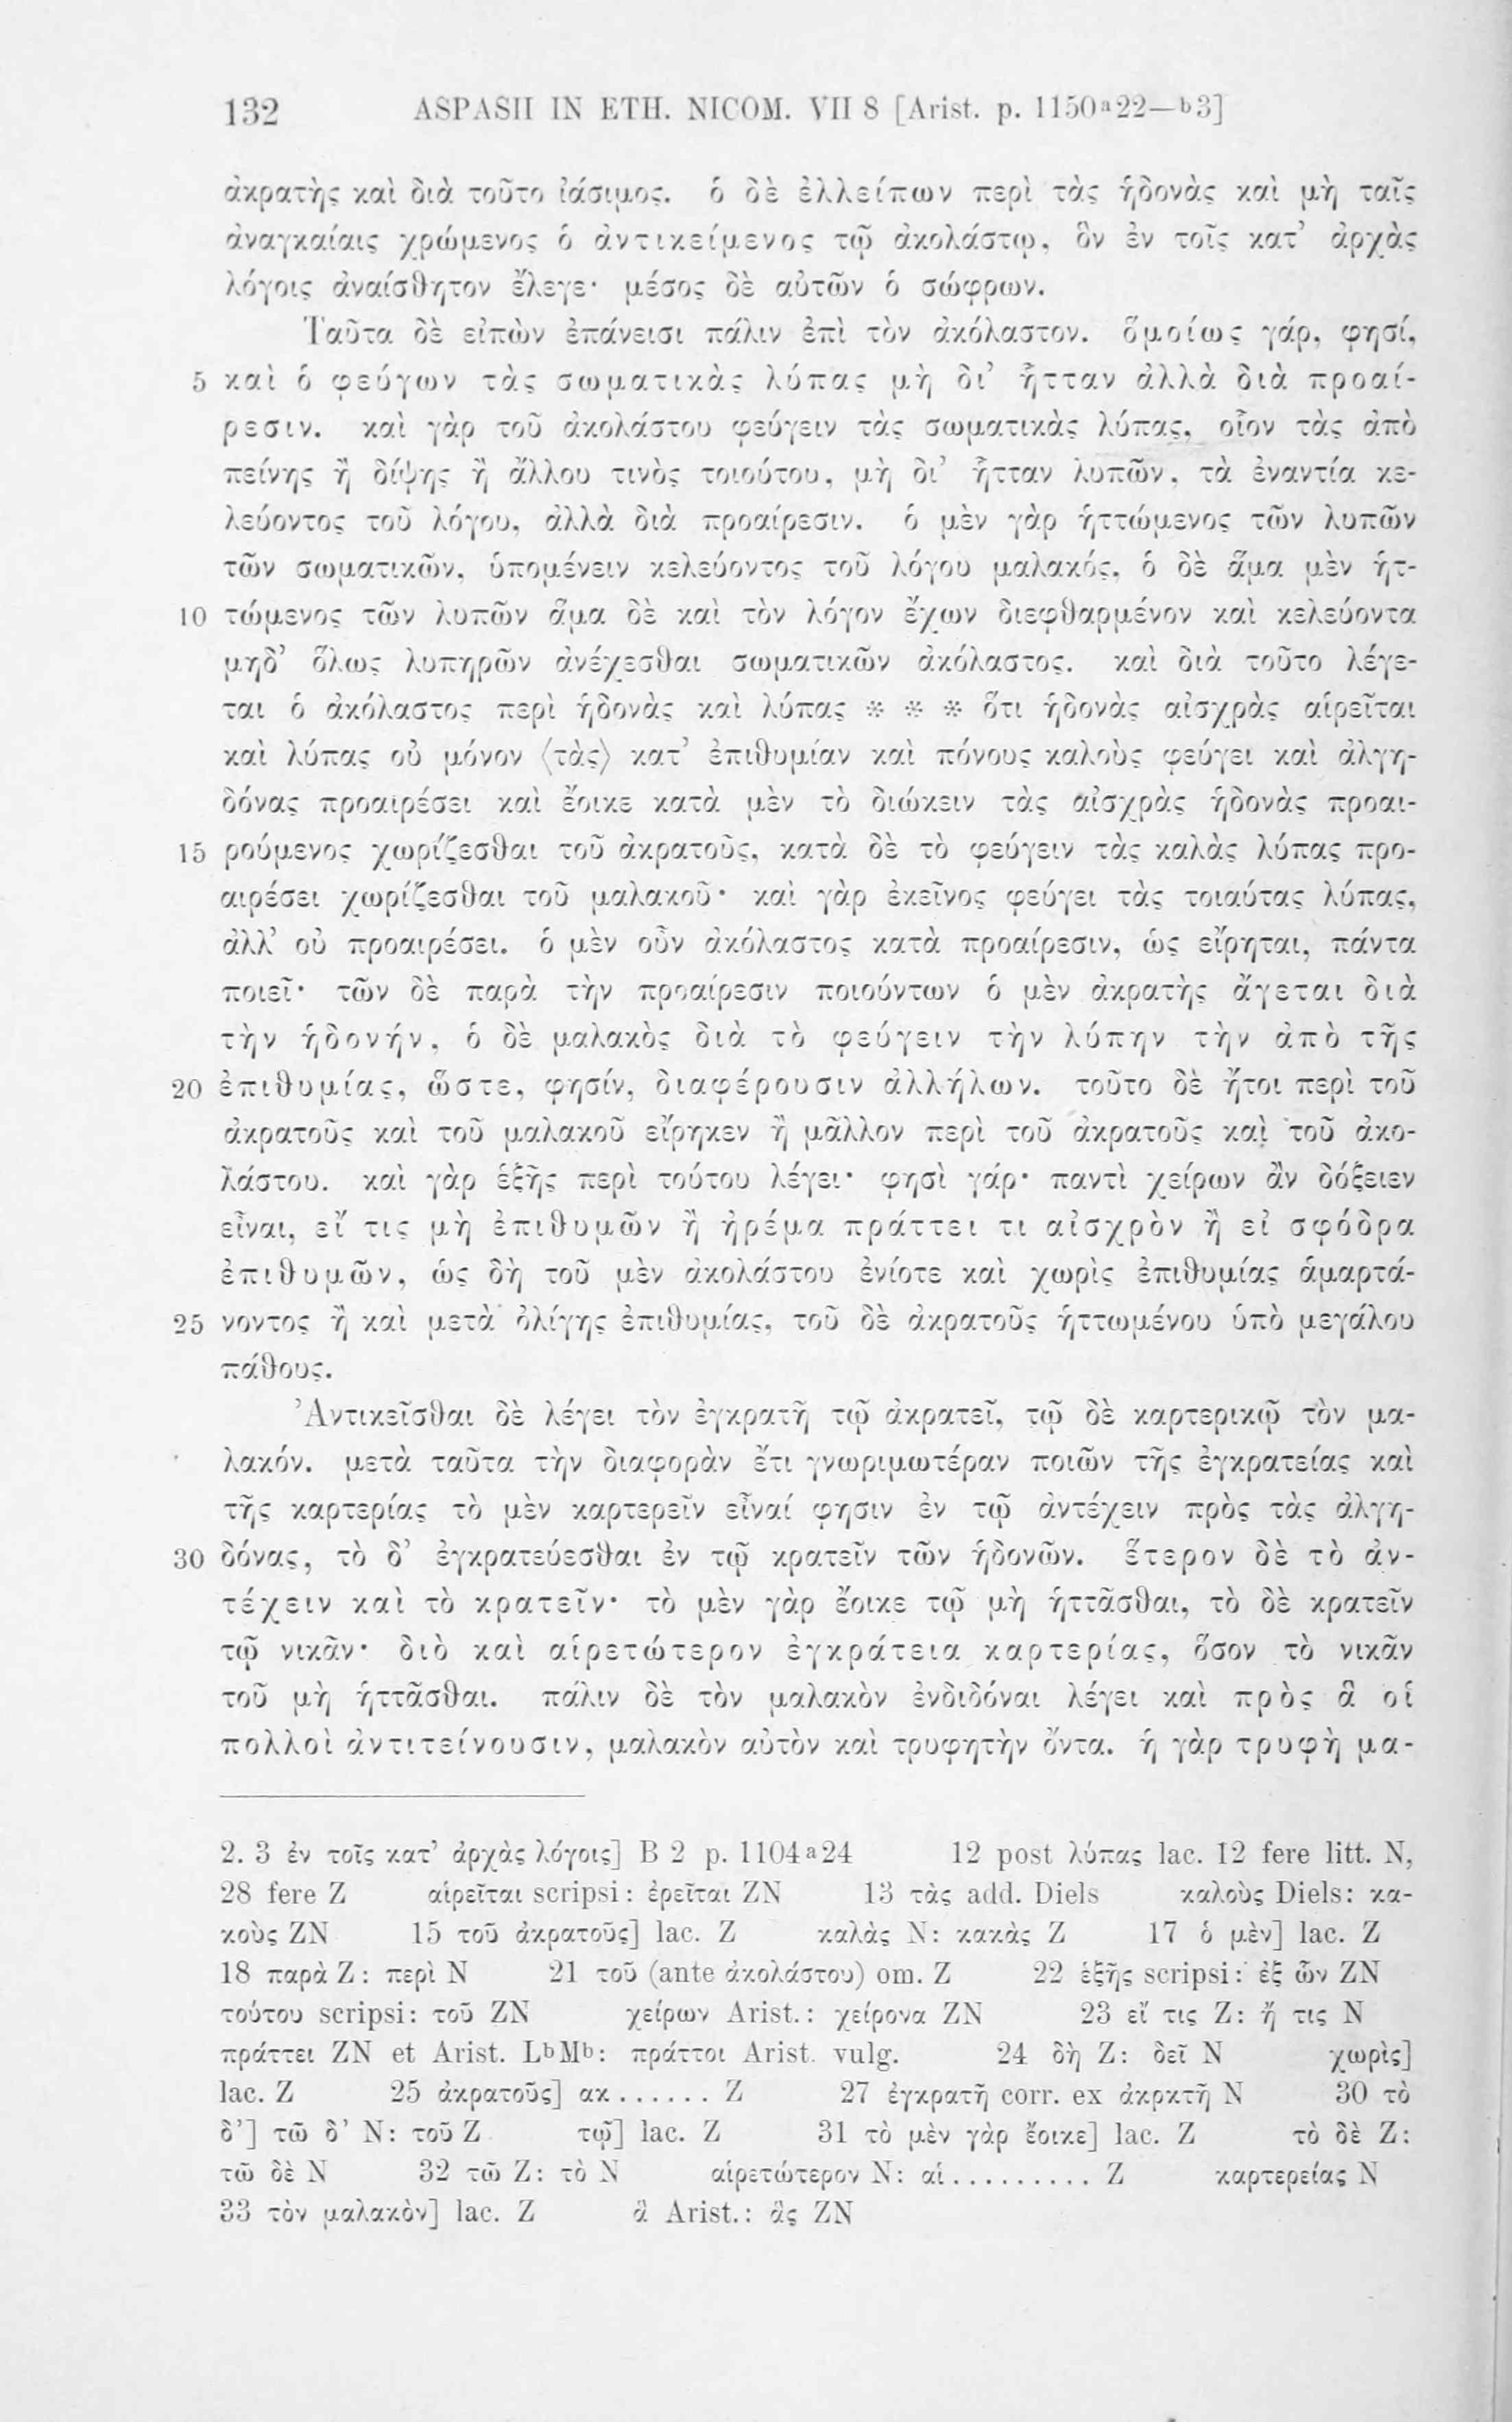 132 ASPASII IN ETH. NICOM. VII 8 [Arist. p. 1150ᵃ22—ᵇ3]
ἀκρατὴς καὶ διὰ τοῦτο ἰάσιμος. ὁ δὲ ἐλλείπων περὶ τὰς ἡδονὰς καὶ μὴ ταῖς
ἀναγκαίαις χρώμενος ὁ ἀντικείμενος τῷ ἀκολάστῳ, ὃν ἐν τοῖς κατ’ ἀρχὰς
λόγοις ἀναίσθητον ἔλεγε· μέσος δὲ αὐτῶν ὁ σώφρων.
Ταῦτα δὲ εἰπὼν ἐπάνεισι πάλιν ἐπὶ τὸν ἀκόλαστον. ὅμοίως γάρ, φησί,
5 καὶ ὁ φεύγων τὰς σωματικὰς λύπας μὴ δι’ ἧτταν ἀλλὰ διὰ προαί-
ρεσιν. καὶ γὰρ τοῦ ἀκολάστου φεύγειν τὰς σωματικὰς λύπας, οἷον τὰς ἀπὸ
πείνης ἢ δίψης ἢ ἄλλου τινὸς τοιούτου, μὴ δι’ ἧτταν λυπῶν, τὰ ἐναντία κε-
λεύοντος τοῦ λόγου, ἀλλὰ διὰ προαίρεσιν. ὁ μὲν γὰρ ἡττώμενος τῶν λυπῶν
τῶν σωματικῶν, ὑπομένειν κελεύοντος τοῦ λόγου μαλακός, ὁ δὲ ἅμα μὲν ἡτ-
10 τώμενος τῶν λυπῶν ἅμα δὲ καὶ τὸν λόγον ἔχων διεφθαρμένον καὶ κελεύοντα
μηδ’ ὅλως λυπηρῶν ἀνέχεσθαι σωματικῶν ἀκόλαστος. καὶ διὰ τοῦτο λέγε-
ται ὁ ἀκόλαστος περὶ ἡδονὰς καὶ λύπας * * * ὅτι ἡδονὰς αἰσχρὰς αἱρεῖται
καὶ λύπας οὐ μόνον ⟨τὰς⟩ κατ’ ἐπιθυμίαν καὶ πόνους καλοὺς φεύγει καὶ ἀλγη-
δόνας προαιρέσει καὶ ἔοικε κατὰ μὲν τὸ διώκειν τὰς αἰσχρὰς ἡδονὰς προαι-
15 ρούμενος χωρίζεσθαι τοῦ ἀκρατοῦς, κατὰ δὲ τὸ φεύγειν τὰς καλὰς λύπας προ-
αιρέσει χωρίζεσθαι τοῦ μαλακοῦ· καὶ γὰρ ἐκεῖνος φεύγει τὰς τοιαύτας λύπας,
ἀλλ’ οὐ προαιρέσει. ὁ μὲν οὖν ἀκόλαστος κατὰ προαίρεσιν, ὡς εἴρηται, πάντα
ποιεῖ· τῶν δὲ παρὰ τὴν προαίρεσιν ποιούντων ὁ μὲν ἀκρατὴς ἄγεται διὰ
τὴν ἡδονήν, ὁ δὲ μαλακὸς διὰ τὸ φεύγειν τὴν λύπην τὴν ἀπὸ τῆς
20 ἐπιθυμίας, ὥστε, φησίν, διαφέρουσιν ἀλλήλων. τοῦτο δὲ ἤτοι περὶ τοῦ
ἀκρατοῦς καὶ τοῦ μαλακοῦ εἴρηκεν ἢ μᾶλλον περὶ τοῦ ἀκρατοῦς καὶ τοῦ ἀκο-
λάστου. καὶ γὰρ ἑξῆς περὶ τούτου λέγει· φησὶ γάρ· παντὶ χείρων ἂν δόξειεν
εἶναι, εἴ τις μὴ ἐπιθυμῶν ἢ ἠρέμα πράττει τι αἰσχρὸν ἢ εἰ σφόδρα
ἐπιθυμῶν, ὡς δὴ τοῦ μὲν ἀκολάστου ἐνίοτε καὶ χωρὶς ἐπιθυμίας ἁμαρτά-
25 νοντος ἢ καὶ μετὰ ὀλίγης ἐπιθυμίας, τοῦ δὲ ἀκρατοῦς ἡττωμένου ὑπὸ μεγάλου
πάθους.
Ἀντικεῖσθαι δὲ λέγει τὸν ἐγκρατῆ τῷ ἀκρατεῖ, τῷ δὲ καρτερικῷ τὸν μα-
λακόν. μετὰ ταῦτα τὴν διαφορὰν ἔτι γνωριμωτέραν ποιῶν τῆς ἐγκρατείας καὶ
τῆς καρτερίας τὸ μὲν καρτερεῖν εἶναί φησιν ἐν τῷ ἀντέχειν πρὸς τὰς ἀλγη-
30 δόνας, τὸ δ’ ἐγκρατεύεσθαι ἐν τῷ κρατεῖν τῶν ἡδονῶν. ἕτερον δὲ τὸ ἀν-
τέχειν καὶ τὸ κρατεῖν· τὸ μὲν γὰρ ἔοικε τῷ μὴ ἡττᾶσθαι, τὸ δὲ κρατεῖν
τῷ νικᾶν· διὸ καὶ αἱρετώτερον ἐγκράτεια καρτερίας, ὅσον τὸ νικᾶν
τοῦ μὴ ἡττᾶσθαι. πάλιν δὲ τὸν μαλακὸν ἐνδιδόναι λέγει καὶ πρὸς ἃ οἱ
πολλοὶ ἀντιτείνουσιν, μαλακὸν αὐτὸν καὶ τρυφητὴν ὄντα. ἡ γὰρ τρυφὴ μα-
2. 3 ἐν τοῖς κατ’ ἀρχὰς λόγοις] B 2 p. 1104ᵃ24 12 post λύπας lac. 12 fere litt. N,
28 fere Z αἱρεῖται scripsi: ἐρεῖται ZN 13 τὰς add. Diels καλοὺς Diels: κα-
κοὺς ZN 15 τοῦ ἀκρατοῦς] lac. Z καλὰς N: κακὰς Z 17 ὁ μὲν] lac. Z
18 παρὰ Z: περὶ N 21 τοῦ (ante ἀκολάστου) om. Z 22 ἑξῆς scripsi: ἐξ ὧν ZN
τούτου scripsi: τοῦ ZN χείρων Arist.: χείρονα ZN 23 εἴ τις Z: ἤ τις N
πράττει ZN et Arist. LᵇMᵇ: πράττοι Arist. vulg. 24 δὴ Z: δεῖ N χωρὶς]
lac. Z 25 ἀκρατοῦς] ακ...... Z 27 ἐγκρατῆ corr. ex ἀκρκτῆ N 30 τὸ
δ’] τῶ δ’ N: τοῦ Z τῷ] lac. Z 31 τὸ μὲν γὰρ ἔοικε] lac. Z τὸ δὲ Z:
τῶ δὲ N 32 τῶ Z: τὸ N αἱρετώτερον N: αἱ.......... Z καρτερείας N
33 τὸν μαλακὸν] lac. Z ἃ Arist.: ἃς ZN